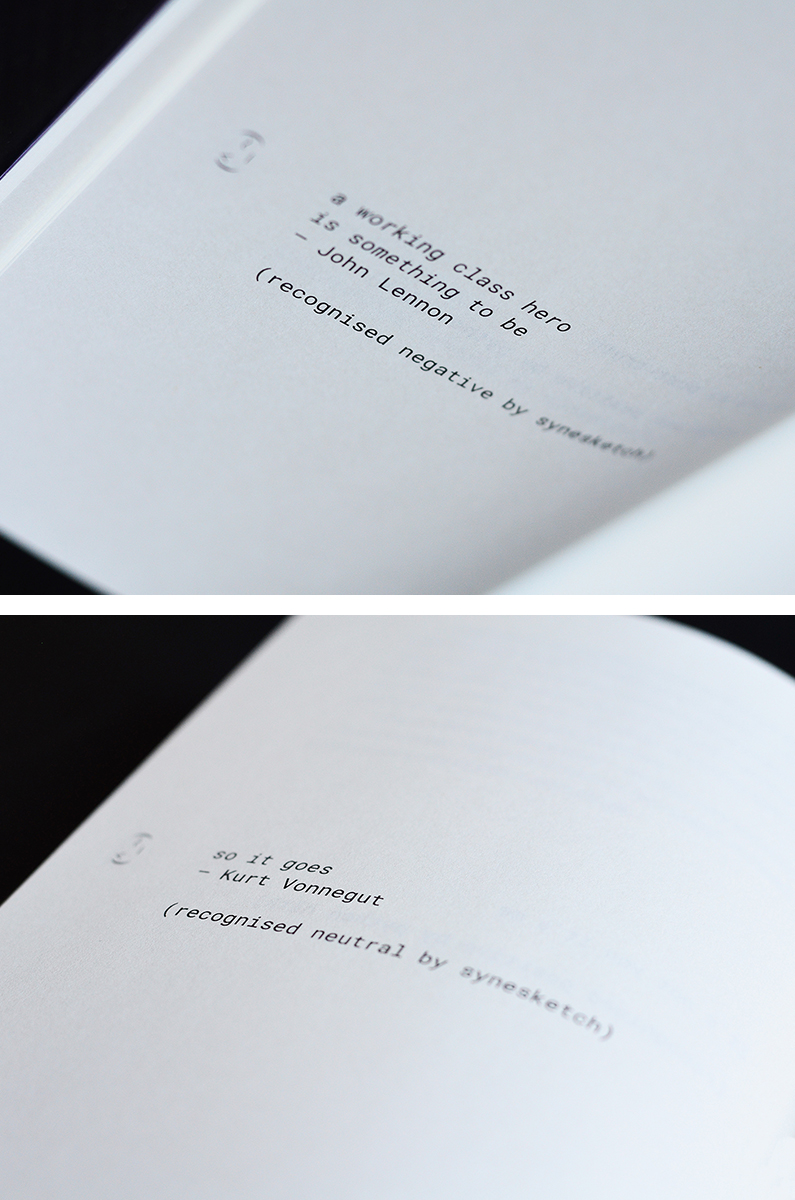 a working class hero
is something to be
— John Lennon
(recognised negative by synesketch)
so it goes
— Kurt Vonnegut
(recognised neutral by synesketch)